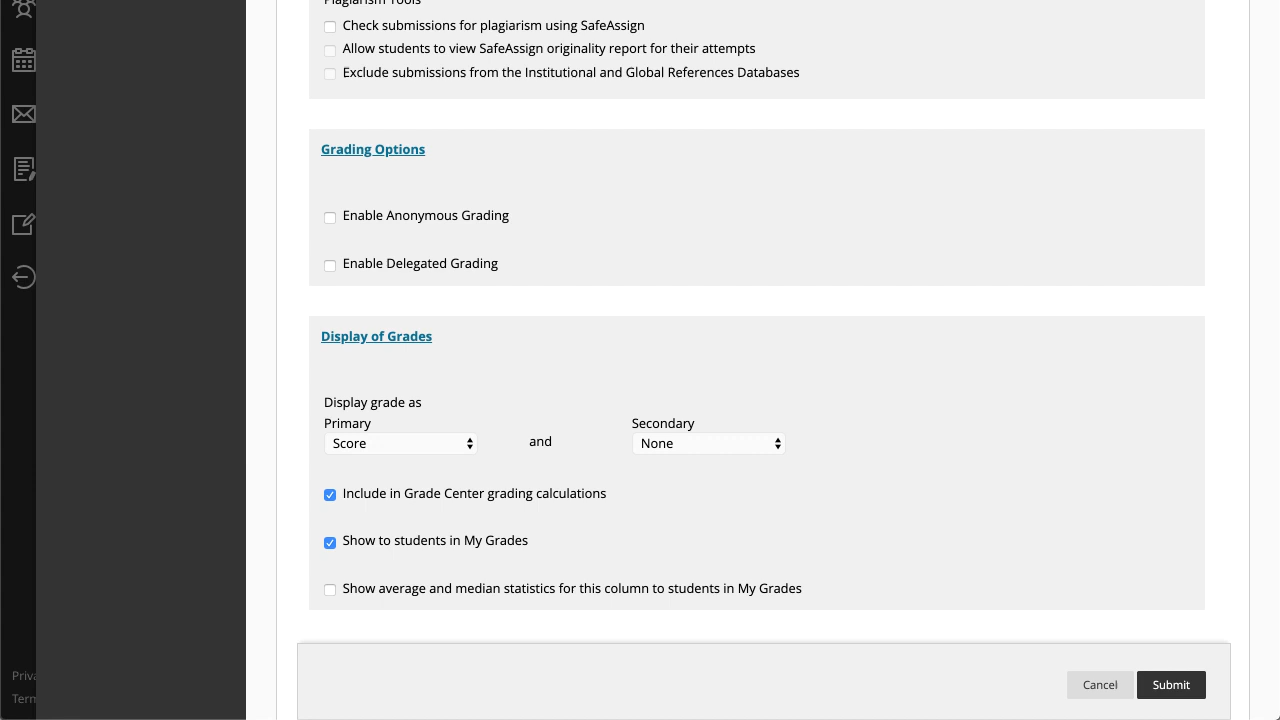 Plagiarism Tools
Check submissions for plagiarism using SafeAssign
Allow students to view SafeAssign originality report for their attempts
Exclude submissions from the Institutional and Global References Databases
Grading Options
Enable Anonymous Grading
Enable Delegated Grading
Display of Grades
Display grade as
Primary
Secondary
Score
and
None
Include in Grade Center grading calculations
Show to students in My Grades
Show average and median statistics for this column to students in My Grades
Cancel
Submit
Priva
Term